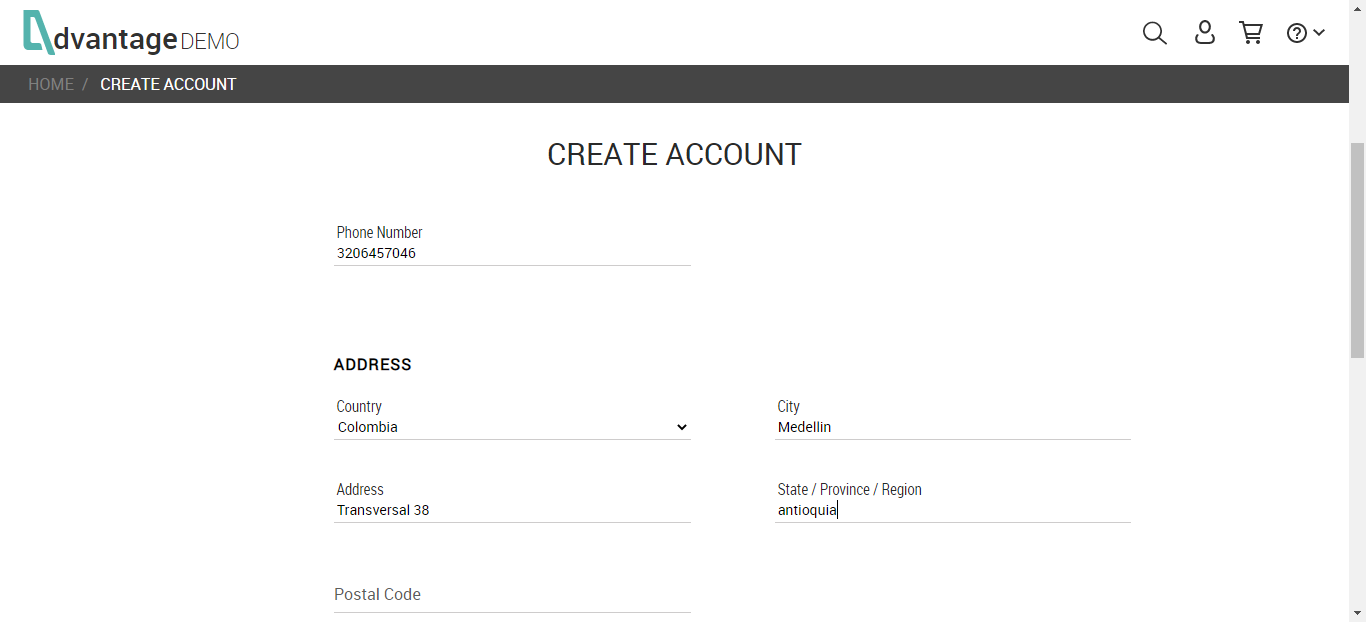 dvantage DEMO
HOME / CREATE ACCOUNT
CREATE ACCOUNT
Phone Number
3206457046
ADDRESS
Country
Colombia
City
Medellin
Address
Transversal 38
State / Province / Region
antioquia
Postal Code